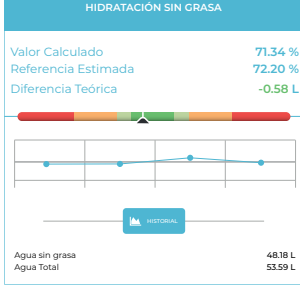 HIDRATACIÓN SIN GRASA
Valor Calculado 71.34 %
Referencia Estimada 72.20 %
Diferencia Teórica -0.58 L
HISTORIAL
Agua sin grasa 48.18 L
Agua Total 53.59 L